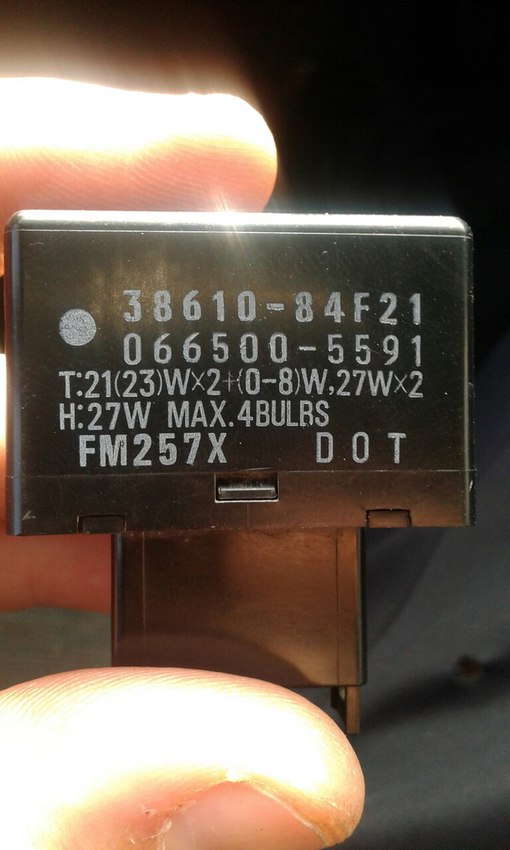 38610-84F21
066500-5591
T:21(23)W×2+(0-8)W,27W×2
H:27W MAX.4BULBS
FM257X DOT